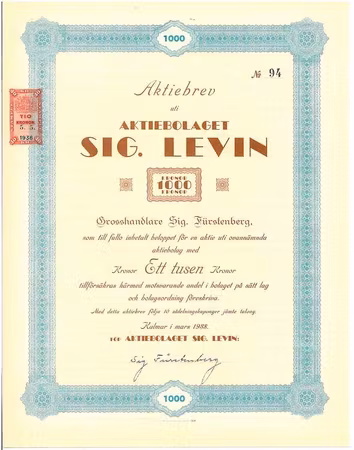 1000
№ 94
Aktiebrev
uti
AKTIEBOLAGET
SIG. LEVIN
TIO
KRONOR
5. 5.
1938
KRONOR
1000
KRONOR
Grosshandlare Sig. Fürstenberg,
som till fullo inbetalt beloppet för en aktie uti ovannämnda
aktiebolag med
Kronor Ett tusen Kronor
tillförsäkras härmed motsvarande andel i bolaget på sätt lag
och bolagsordning föreskriva.
Med detta aktiebrev följa 10 utdelningskuponger jämte talong.
Kalmar i mars 1938.
FÖR AKTIEBOLAGET SIG. LEVIN:
Sig Fürstenberg
1000